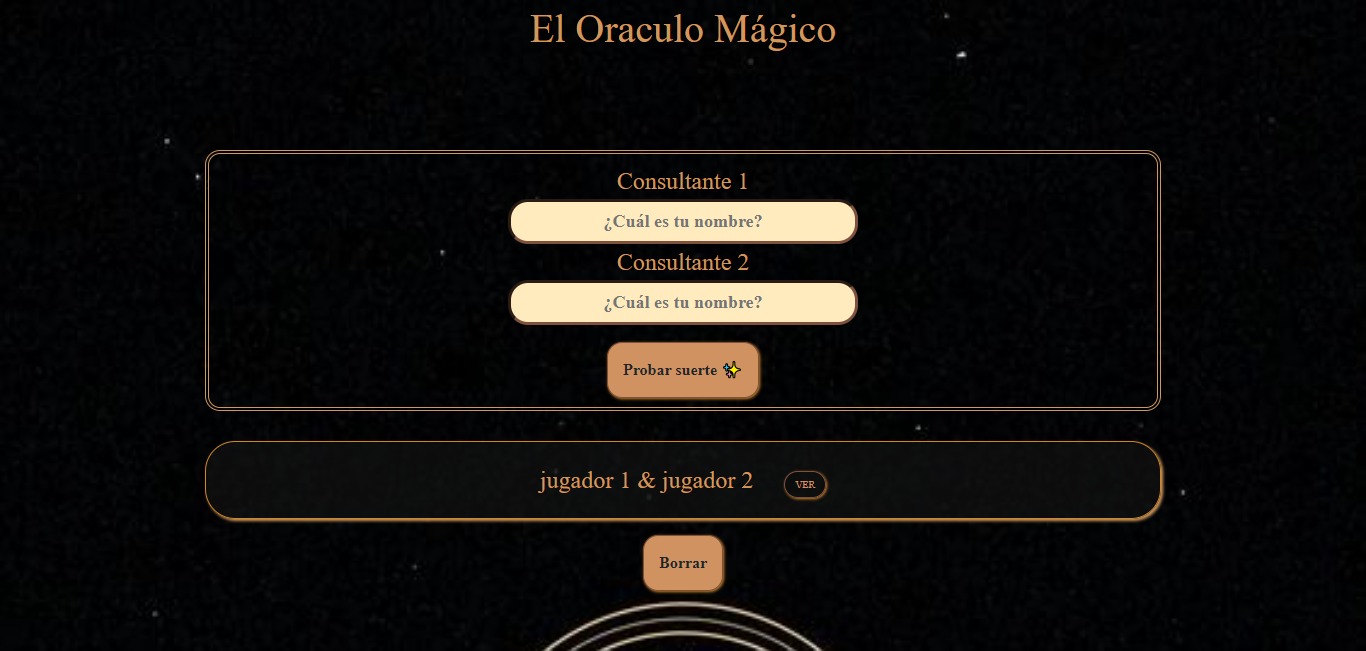 El Oraculo Mágico
Consultante 1
¿Cuál es tu nombre?
Consultante 2
¿Cuál es tu nombre?
Probar suerte ✨
jugador 1 & jugador 2 VER
Borrar